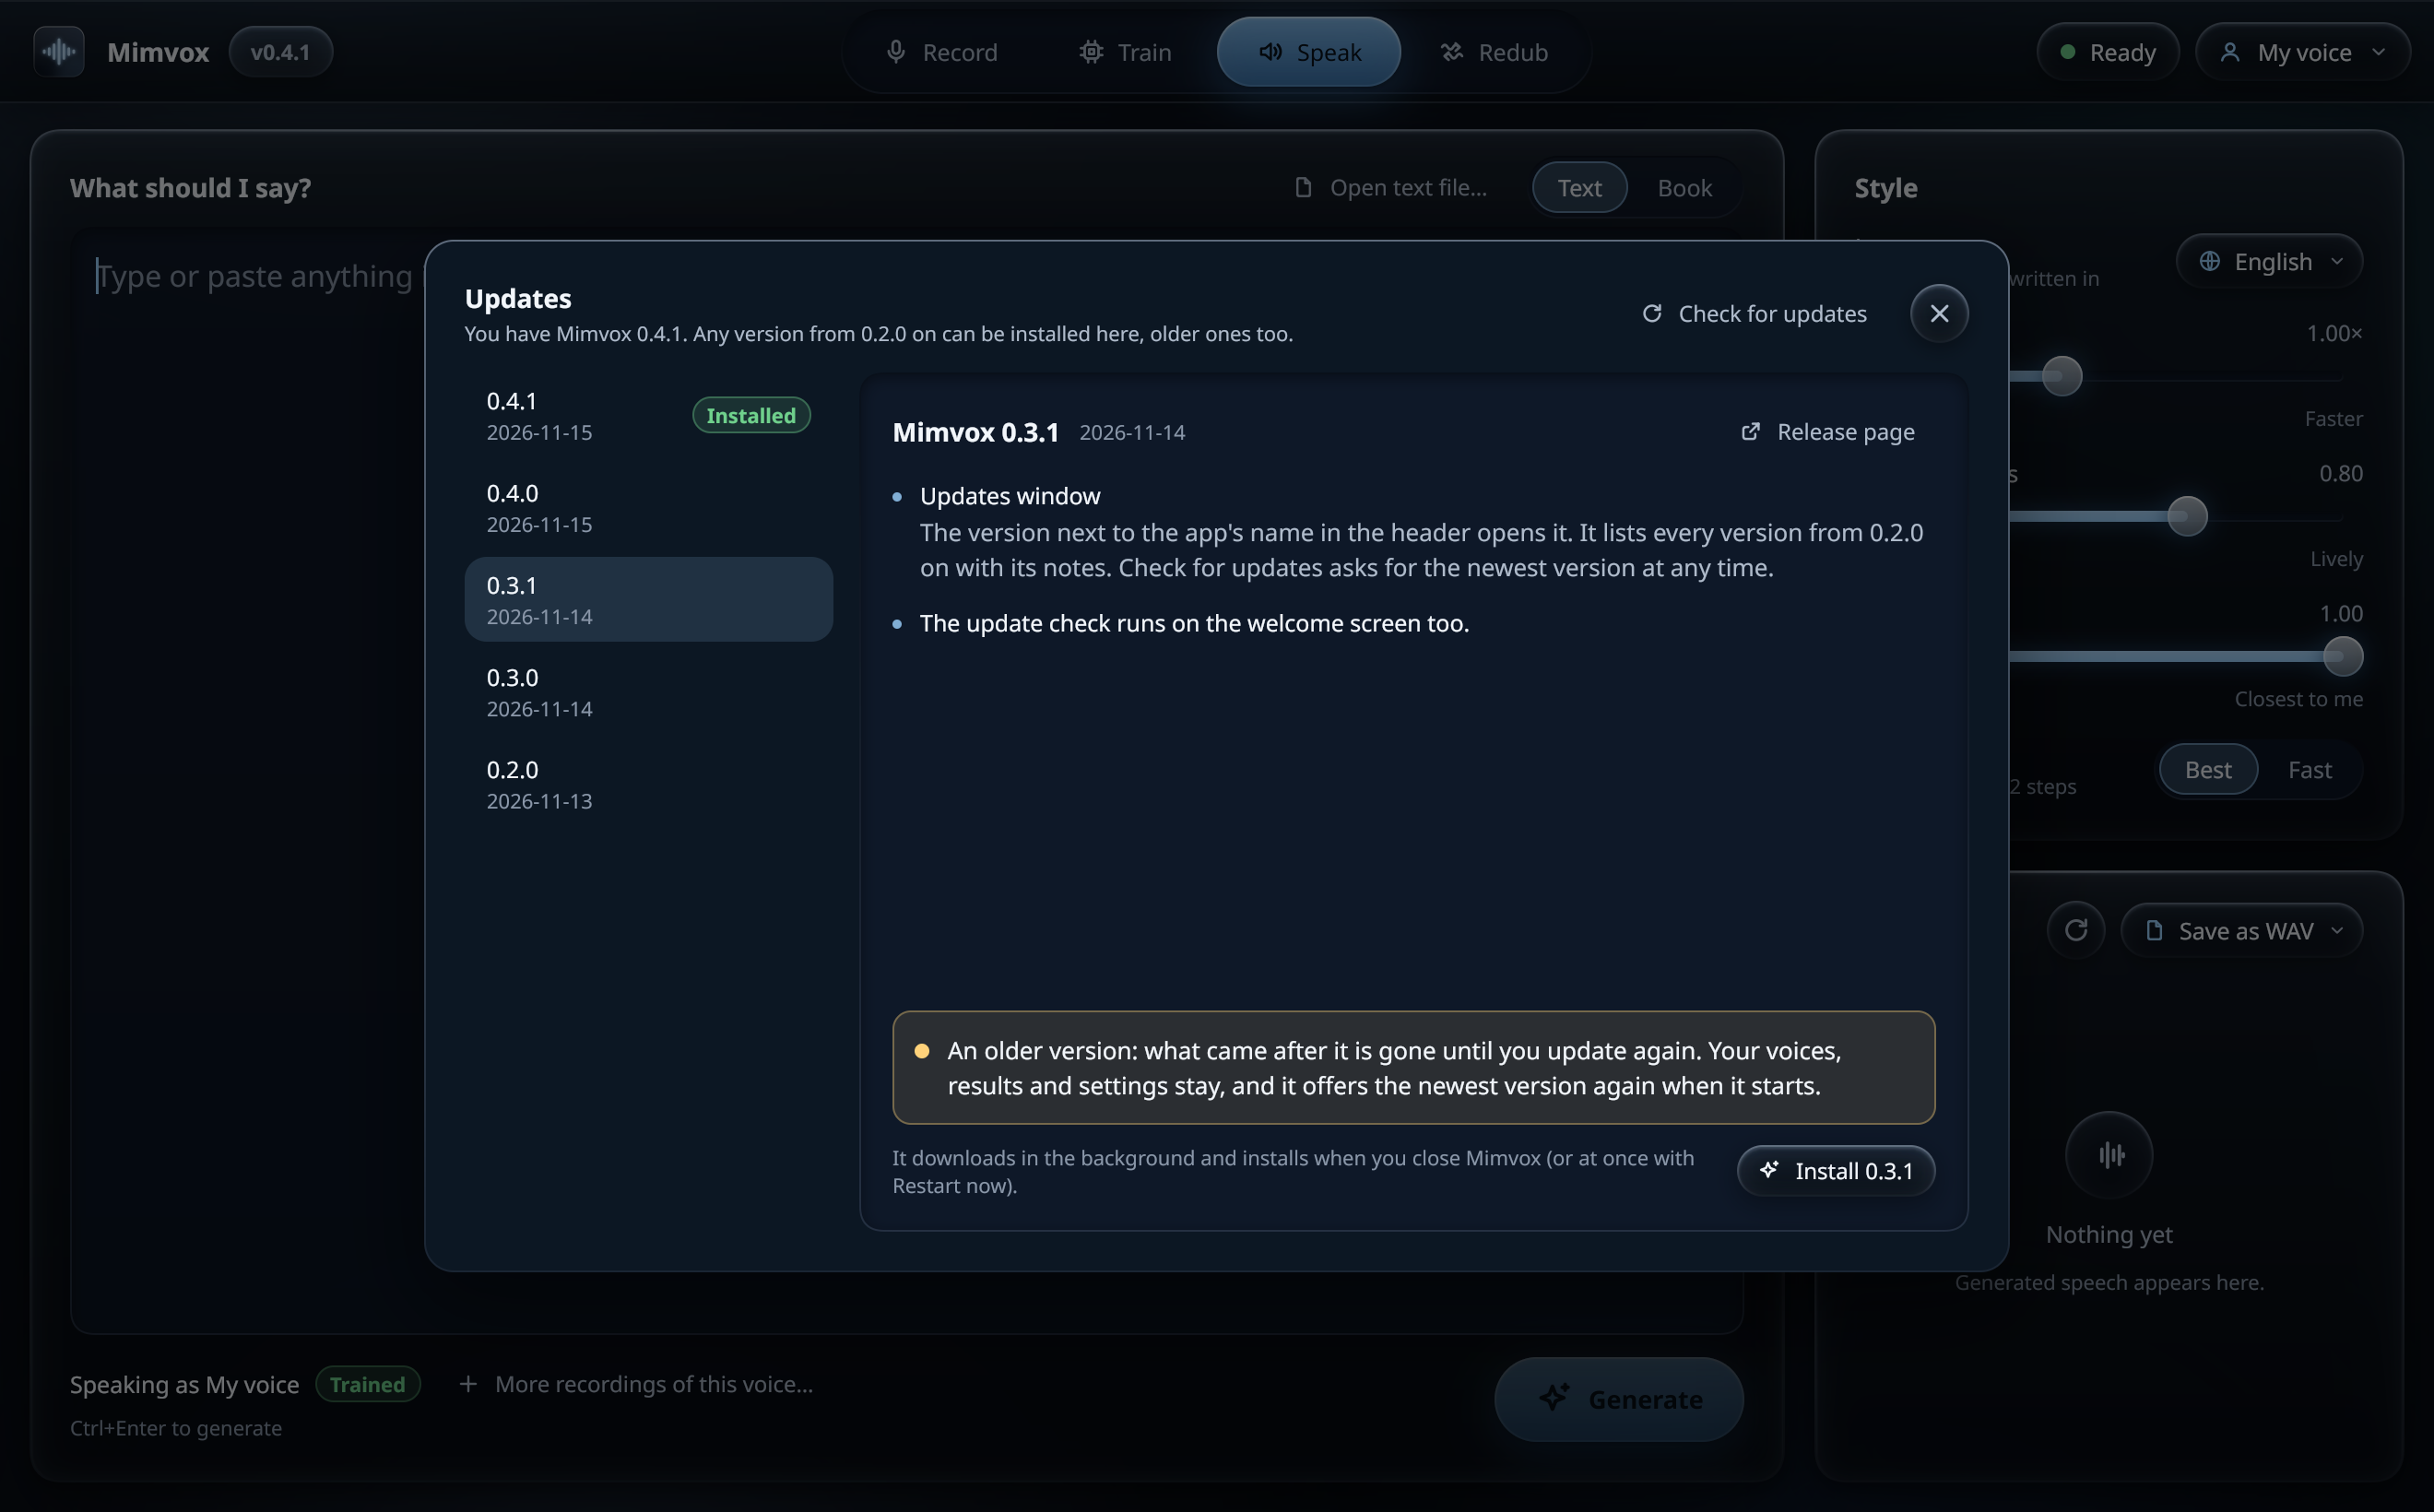 Mimvox v0.4.1
Record
Train
Speak
Redub
Ready
My voice
What should I say?
Open text file...
Text
Book
Type or paste anything
Style
written in
English
1.00×
Faster
0.80
Lively
1.00
Closest to me
2 steps
Best
Fast
Save as WAV
Nothing yet
Generated speech appears here.
Updates
You have Mimvox 0.4.1. Any version from 0.2.0 on can be installed here, older ones too.
Check for updates
0.4.1
2026-11-15
Installed
0.4.0
2026-11-15
0.3.1
2026-11-14
0.3.0
2026-11-14
0.2.0
2026-11-13
Mimvox 0.3.1 2026-11-14
Release page
Updates window
The version next to the app's name in the header opens it. It lists every version from 0.2.0
on with its notes. Check for updates asks for the newest version at any time.
The update check runs on the welcome screen too.
An older version: what came after it is gone until you update again. Your voices,
results and settings stay, and it offers the newest version again when it starts.
It downloads in the background and installs when you close Mimvox (or at once with
Restart now).
Install 0.3.1
Speaking as My voice
Trained
More recordings of this voice...
Ctrl+Enter to generate
Generate